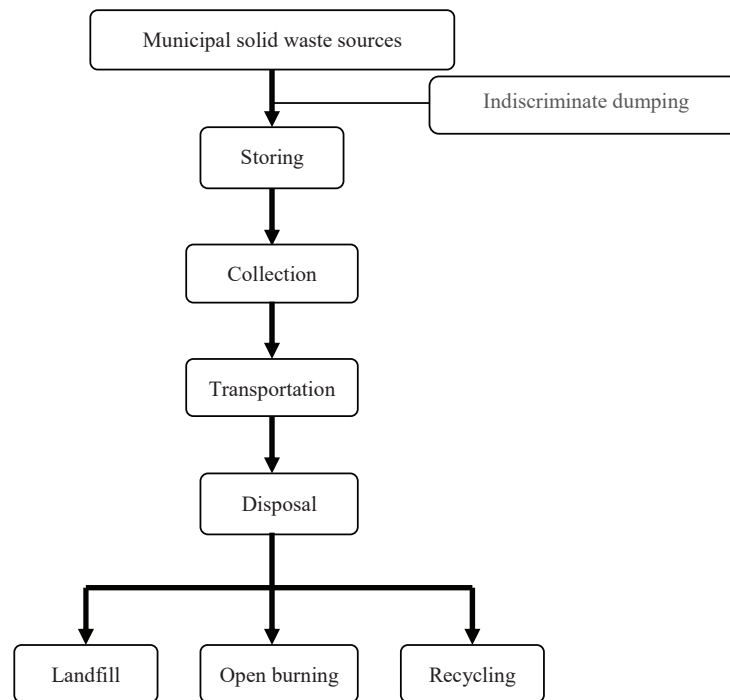 Municipal solid waste sources
Indiscriminate dumping
Storing
Collection
Transportation
Disposal
Landfill
Open burning
Recycling